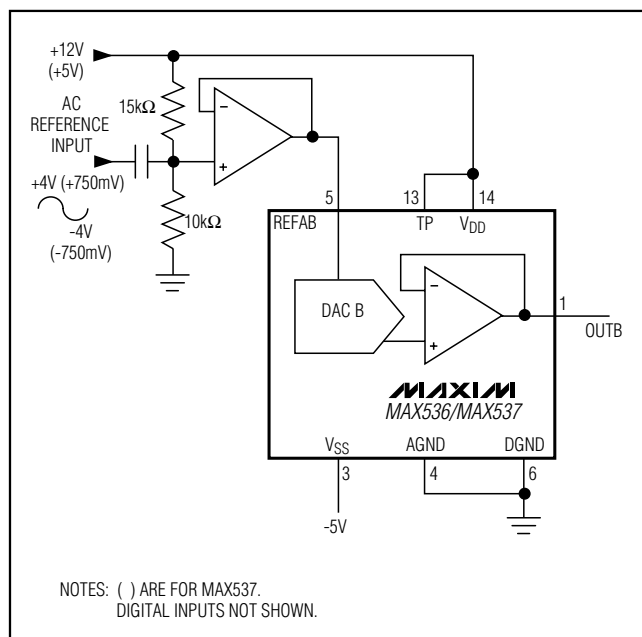 +12V
(+5V)
AC
REFERENCE
INPUT
15kΩ
+4V (+750mV)
-4V
(-750mV)
10kΩ
−
+
5
13
14
REFAB
TP
VDD
DAC B
−
+
1
OUTB
MAXIM
MAX536/MAX537
VSS
AGND
DGND
3
4
6
-5V
NOTES: ( ) ARE FOR MAX537.
DIGITAL INPUTS NOT SHOWN.